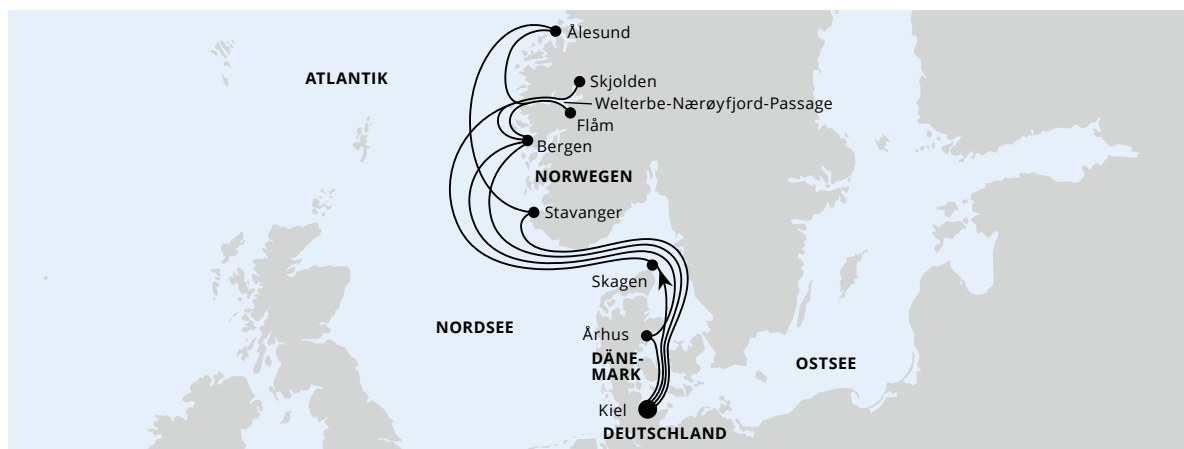 Ålesund
ATLANTIK
Skjolden
Welterbe-Nærøyfjord-Passage
Flåm
Bergen
NORWEGEN
Stavanger
Skagen
NORDSEE
Århus
DÄNE-
MARK
OSTSEE
Kiel
DEUTSCHLAND